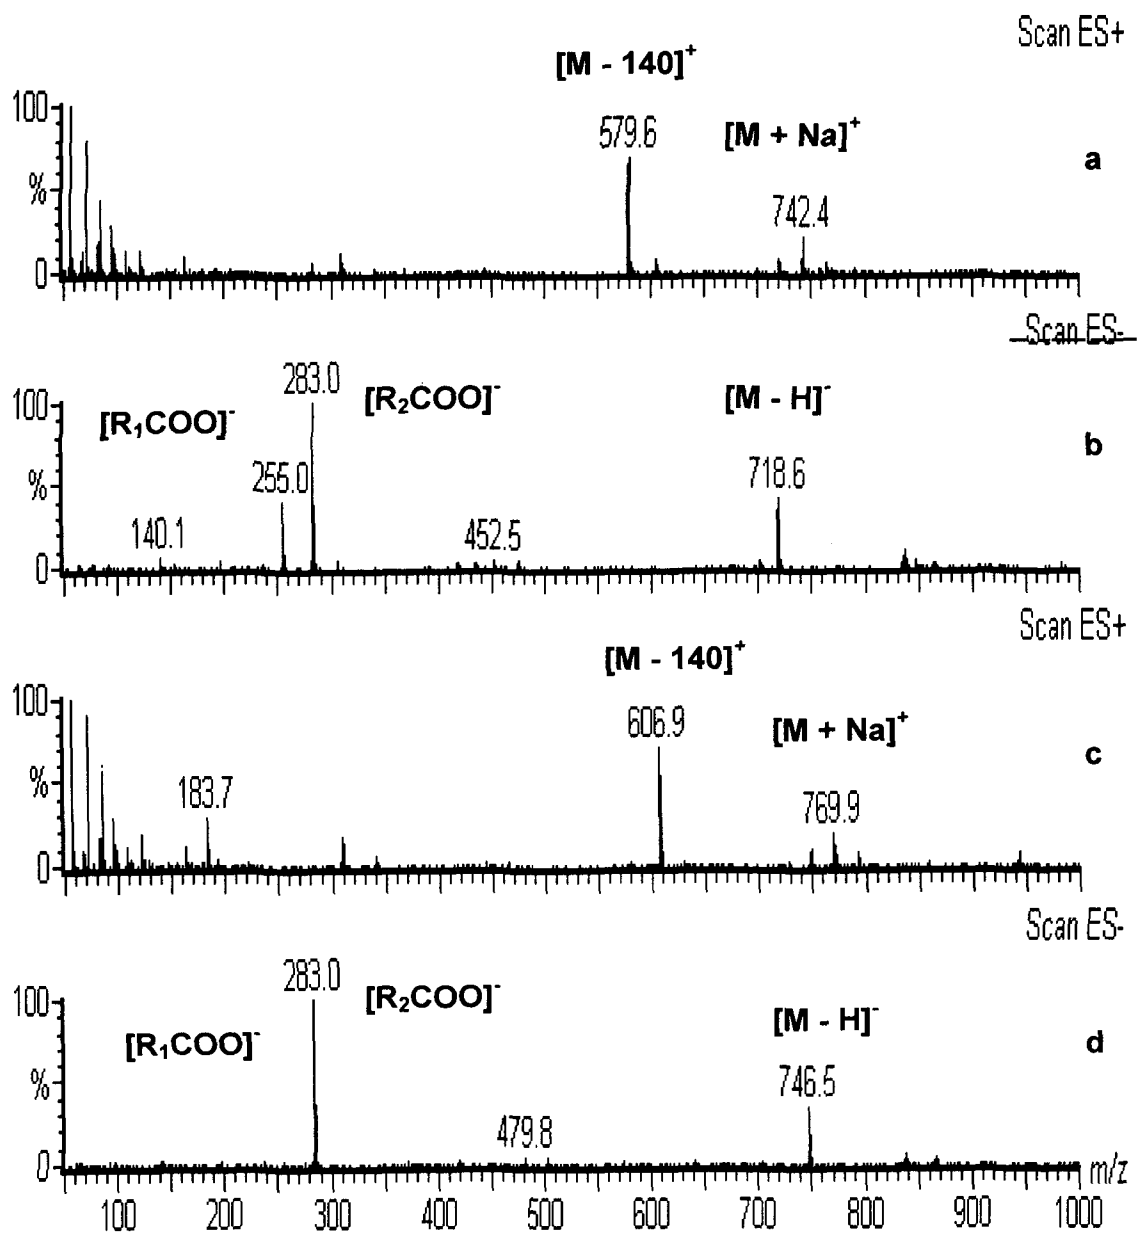 Scan ES+
[M - 140]+
100
579.6
[M + Na]+
a
%
742.4
0
Scan ES-
283.0
[R2COO]-
[M - H]-
100
[R1COO]-
b
%
255.0
718.6
140.1
452.5
0
Scan ES+
[M - 140]+
100
606.9
[M + Na]+
c
%
183.7
769.9
0
Scan ES-
283.0
[R2COO]-
100
[M - H]-
[R1COO]-
d
%
746.5
479.8
0
m/z
100 200 300 400 500 600 700 800 900 1000